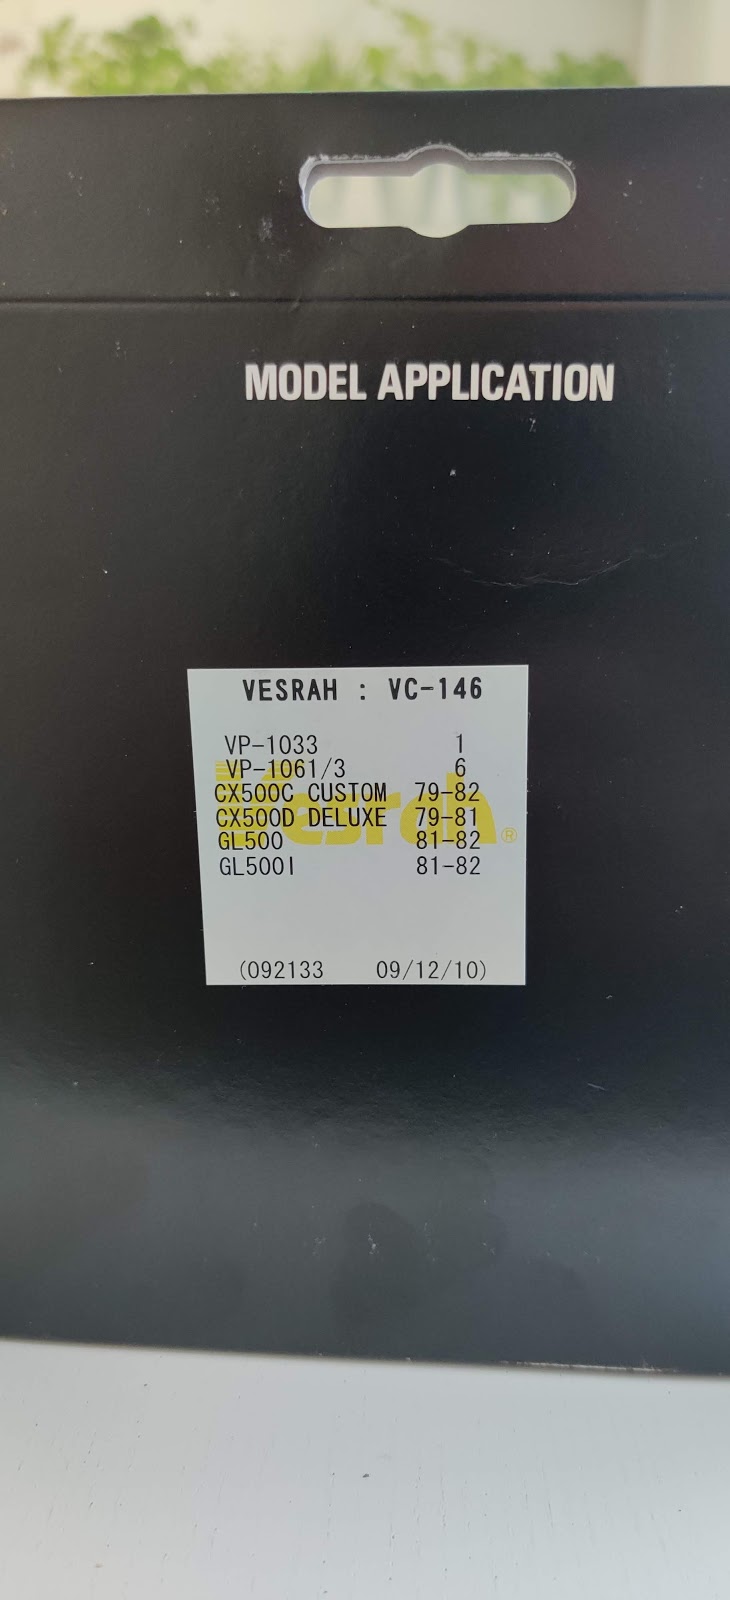 MODEL APPLICATION
VESRAH : VC-146
VP-1033 1
VP-1061/3 6
CX500C CUSTOM 79-82
CX500D DELUXE 79-81
GL500 81-82
GL500I 81-82
Vesrah®
(092133 09/12/10)